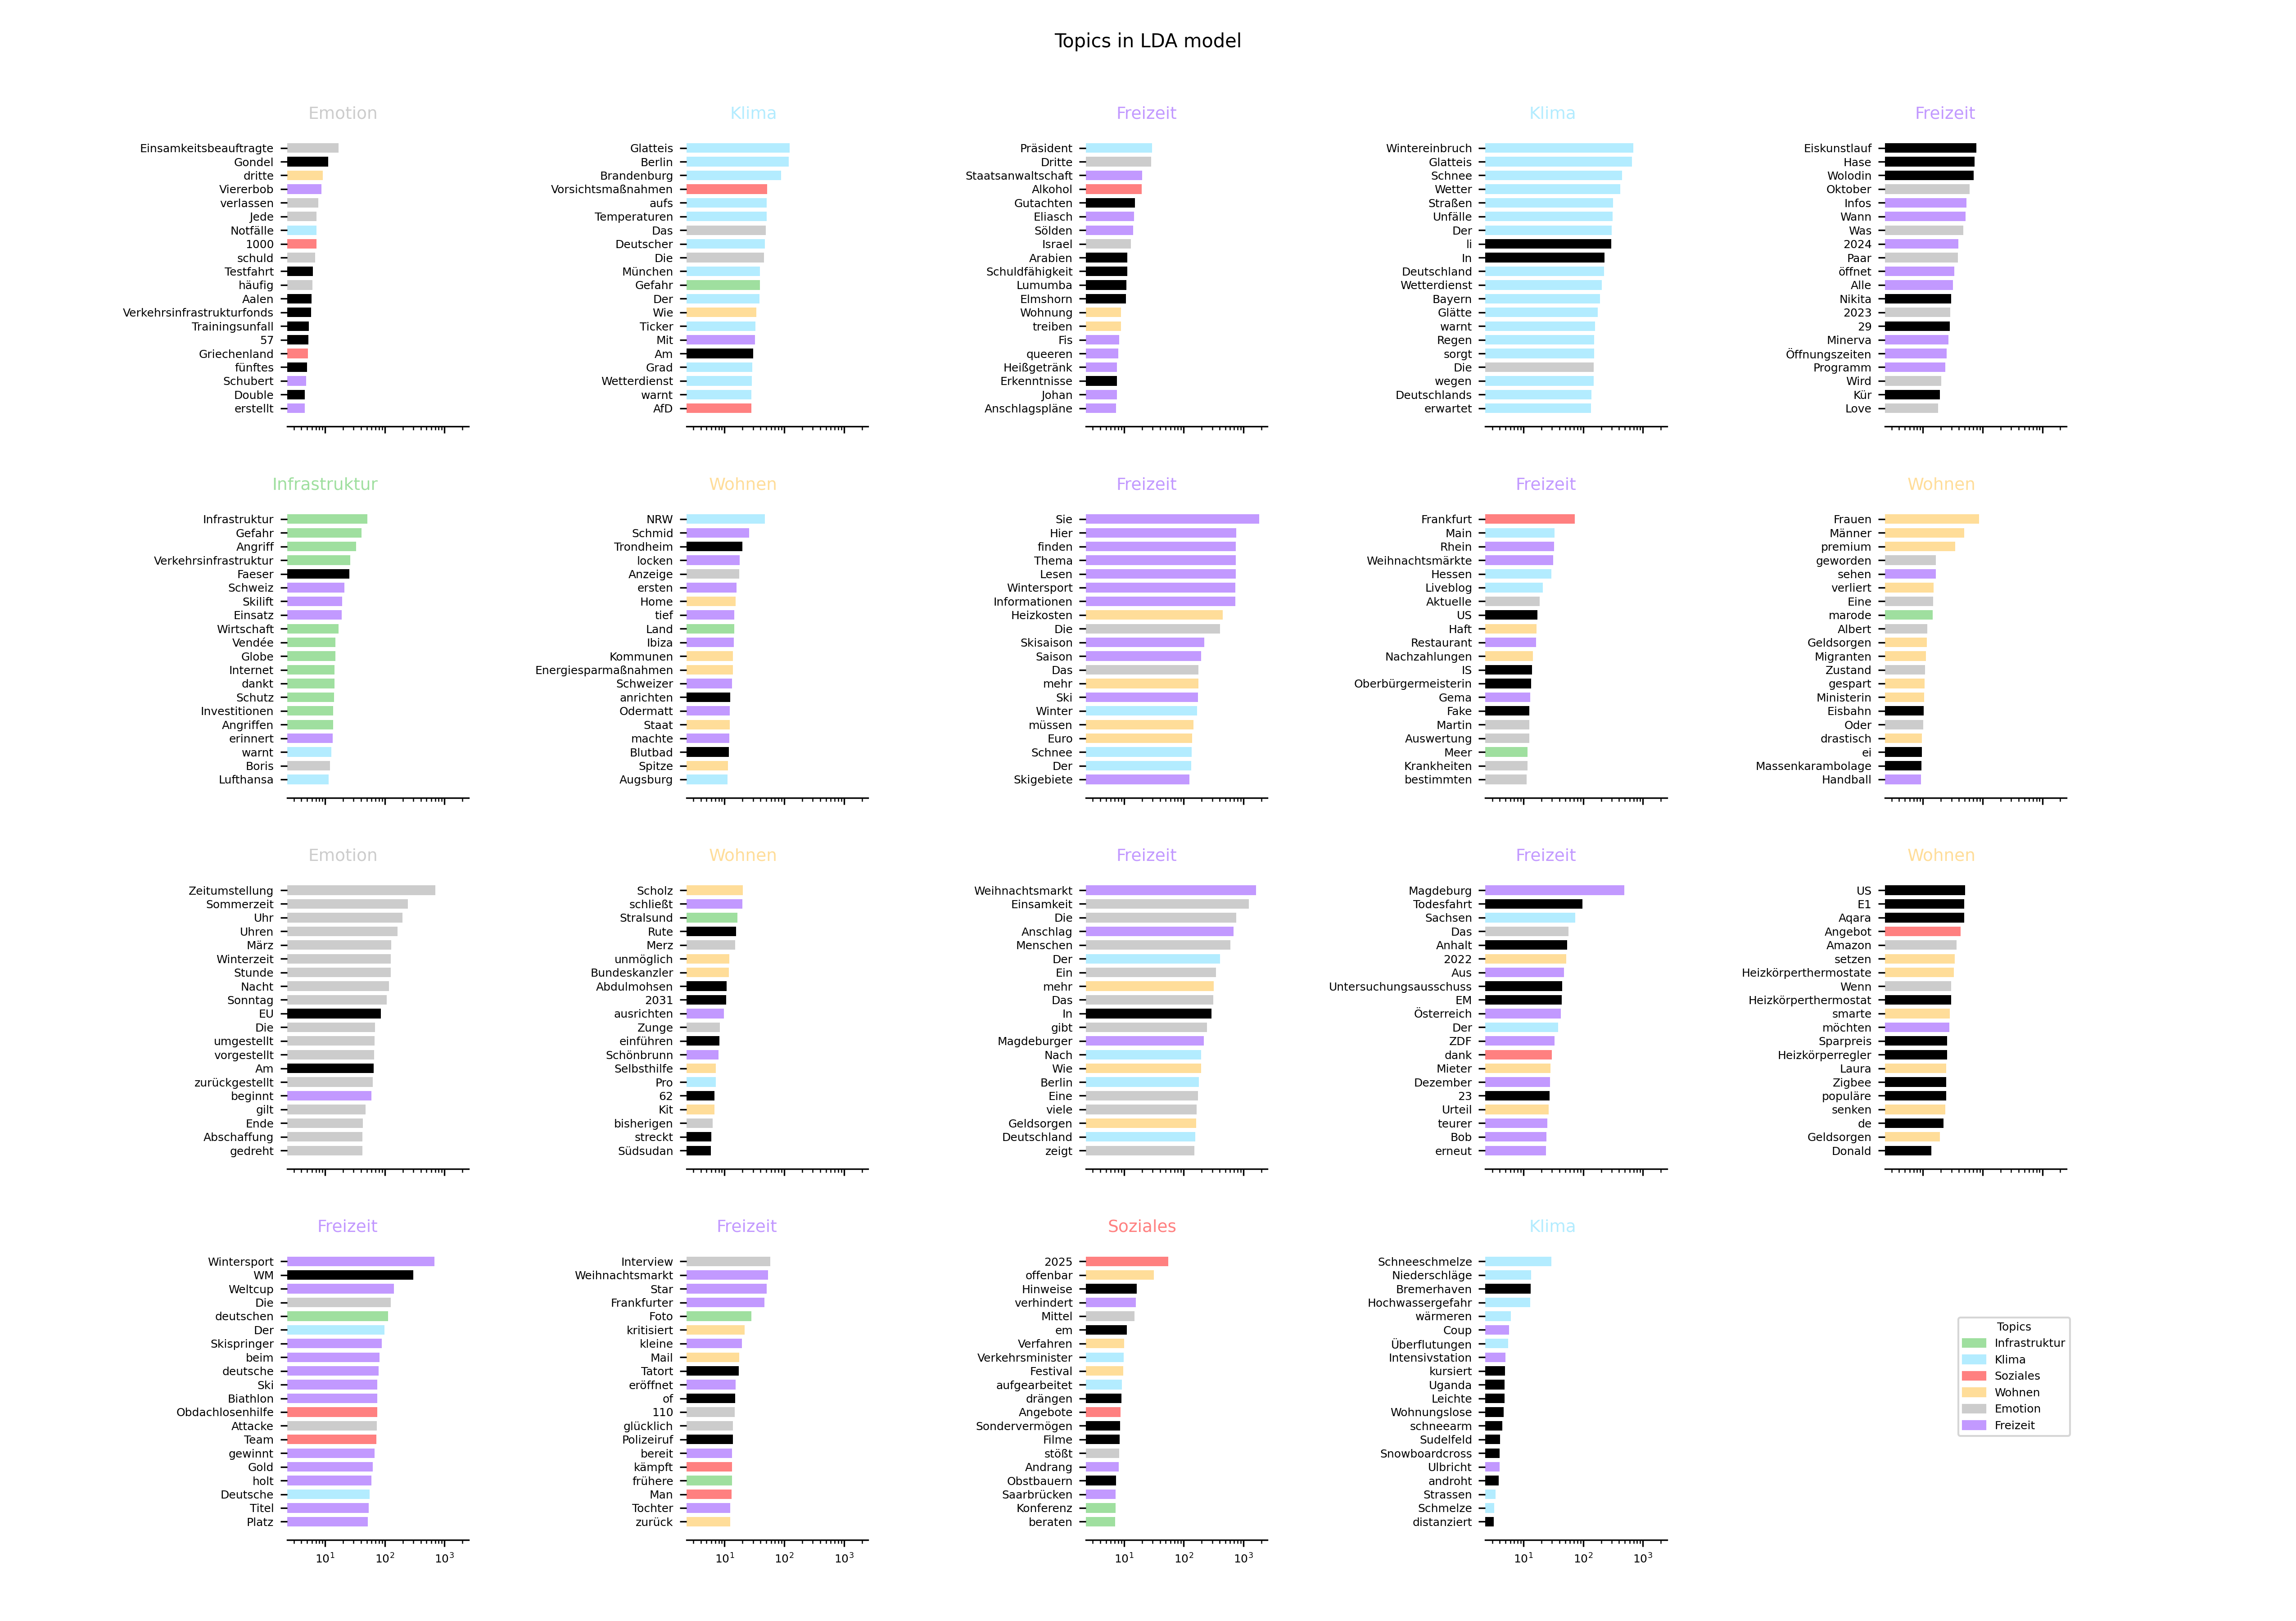 Topics in LDA model
Emotion
Einsamkeitsbeauftragte
Gondel
dritte
Viererbob
verlassen
Jede
Notfälle
1000
schuld
Testfahrt
häufig
Aalen
Verkehrsinfrastrukturfonds
Trainingsunfall
57
Griechenland
fünftes
Schubert
Double
erstellt
Klima
Glatteis
Berlin
Brandenburg
Vorsichtsmaßnahmen
aufs
Temperaturen
Das
Deutscher
Die
München
Gefahr
Der
Wie
Ticker
Mit
Am
Grad
Wetterdienst
warnt
AfD
Freizeit
Präsident
Dritte
Staatsanwaltschaft
Alkohol
Gutachten
Eliasch
Sölden
Israel
Arabien
Schuldfähigkeit
Lumumba
Elmshorn
Wohnung
treiben
Fis
queeren
Heißgetränk
Erkenntnisse
Johan
Anschlagspläne
Klima
Wintereinbruch
Glatteis
Schnee
Wetter
Straßen
Unfälle
Der
li
In
Deutschland
Wetterdienst
Bayern
Glätte
warnt
Regen
sorgt
Die
wegen
Deutschlands
erwartet
Freizeit
Eiskunstlauf
Hase
Wolodin
Oktober
Infos
Wann
Was
2024
Paar
öffnet
Alle
Nikita
2023
29
Minerva
Öffnungszeiten
Programm
Wird
Kür
Love
Infrastruktur
Infrastruktur
Gefahr
Angriff
Verkehrsinfrastruktur
Faeser
Schweiz
Skilift
Einsatz
Wirtschaft
Vendée
Globe
Internet
dankt
Schutz
Investitionen
Angriffen
erinnert
warnt
Boris
Lufthansa
Wohnen
NRW
Schmid
Trondheim
locken
Anzeige
ersten
Home
tief
Land
Ibiza
Kommunen
Energiesparmaßnahmen
Schweizer
anrichten
Odermatt
Staat
machte
Blutbad
Spitze
Augsburg
Freizeit
Sie
Hier
finden
Thema
Lesen
Wintersport
Informationen
Heizkosten
Die
Skisaison
Saison
Das
mehr
Ski
Winter
müssen
Euro
Schnee
Der
Skigebiete
Freizeit
Frankfurt
Main
Rhein
Weihnachtsmärkte
Hessen
Liveblog
Aktuelle
US
Haft
Restaurant
Nachzahlungen
IS
Oberbürgermeisterin
Gema
Fake
Martin
Auswertung
Meer
Krankheiten
bestimmten
Wohnen
Frauen
Männer
premium
geworden
sehen
verliert
Eine
marode
Albert
Geldsorgen
Migranten
Zustand
gespart
Ministerin
Eisbahn
Oder
drastisch
ei
Massenkarambolage
Handball
Emotion
Zeitumstellung
Sommerzeit
Uhr
Uhren
März
Winterzeit
Stunde
Nacht
Sonntag
EU
Die
umgestellt
vorgestellt
Am
zurückgestellt
beginnt
gilt
Ende
Abschaffung
gedreht
Wohnen
Scholz
schließt
Stralsund
Rute
Merz
unmöglich
Bundeskanzler
Abdulmohsen
2031
ausrichten
Zunge
einführen
Schönbrunn
Selbsthilfe
Pro
62
Kit
bisherigen
streckt
Südsudan
Freizeit
Weihnachtsmarkt
Einsamkeit
Die
Anschlag
Menschen
Der
Ein
mehr
Das
In
gibt
Magdeburger
Nach
Wie
Berlin
Eine
viele
Geldsorgen
Deutschland
zeigt
Freizeit
Magdeburg
Todesfahrt
Sachsen
Das
Anhalt
2022
Aus
Untersuchungsausschuss
EM
Österreich
Der
ZDF
dank
Mieter
Dezember
23
Urteil
teurer
Bob
erneut
Wohnen
US
E1
Aqara
Angebot
Amazon
setzen
Heizkörperthermostate
Wenn
Heizkörperthermostat
smarte
möchten
Sparpreis
Heizkörperregler
Laura
Zigbee
populäre
senken
de
Geldsorgen
Donald
Freizeit
Wintersport
WM
Weltcup
Die
deutschen
Der
Skispringer
beim
deutsche
Ski
Biathlon
Obdachlosenhilfe
Attacke
Team
gewinnt
Gold
holt
Deutsche
Titel
Platz
10¹ 10² 10³
Freizeit
Interview
Weihnachtsmarkt
Star
Frankfurter
Foto
kritisiert
kleine
Mail
Tatort
eröffnet
of
110
glücklich
Polizeiruf
bereit
kämpft
frühere
Man
Tochter
zurück
10¹ 10² 10³
Soziales
2025
offenbar
Hinweise
verhindert
Mittel
em
Verfahren
Verkehrsminister
Festival
aufgearbeitet
drängen
Angebote
Sondervermögen
Filme
stößt
Andrang
Obstbauern
Saarbrücken
Konferenz
beraten
10¹ 10² 10³
Klima
Schneeschmelze
Niederschläge
Bremerhaven
Hochwassergefahr
wärmeren
Coup
Überflutungen
Intensivstation
kursiert
Uganda
Leichte
Wohnungslose
schneearm
Sudelfeld
Snowboardcross
Ulbricht
androht
Strassen
Schmelze
distanziert
10¹ 10² 10³
Topics
Infrastruktur
Klima
Soziales
Wohnen
Emotion
Freizeit